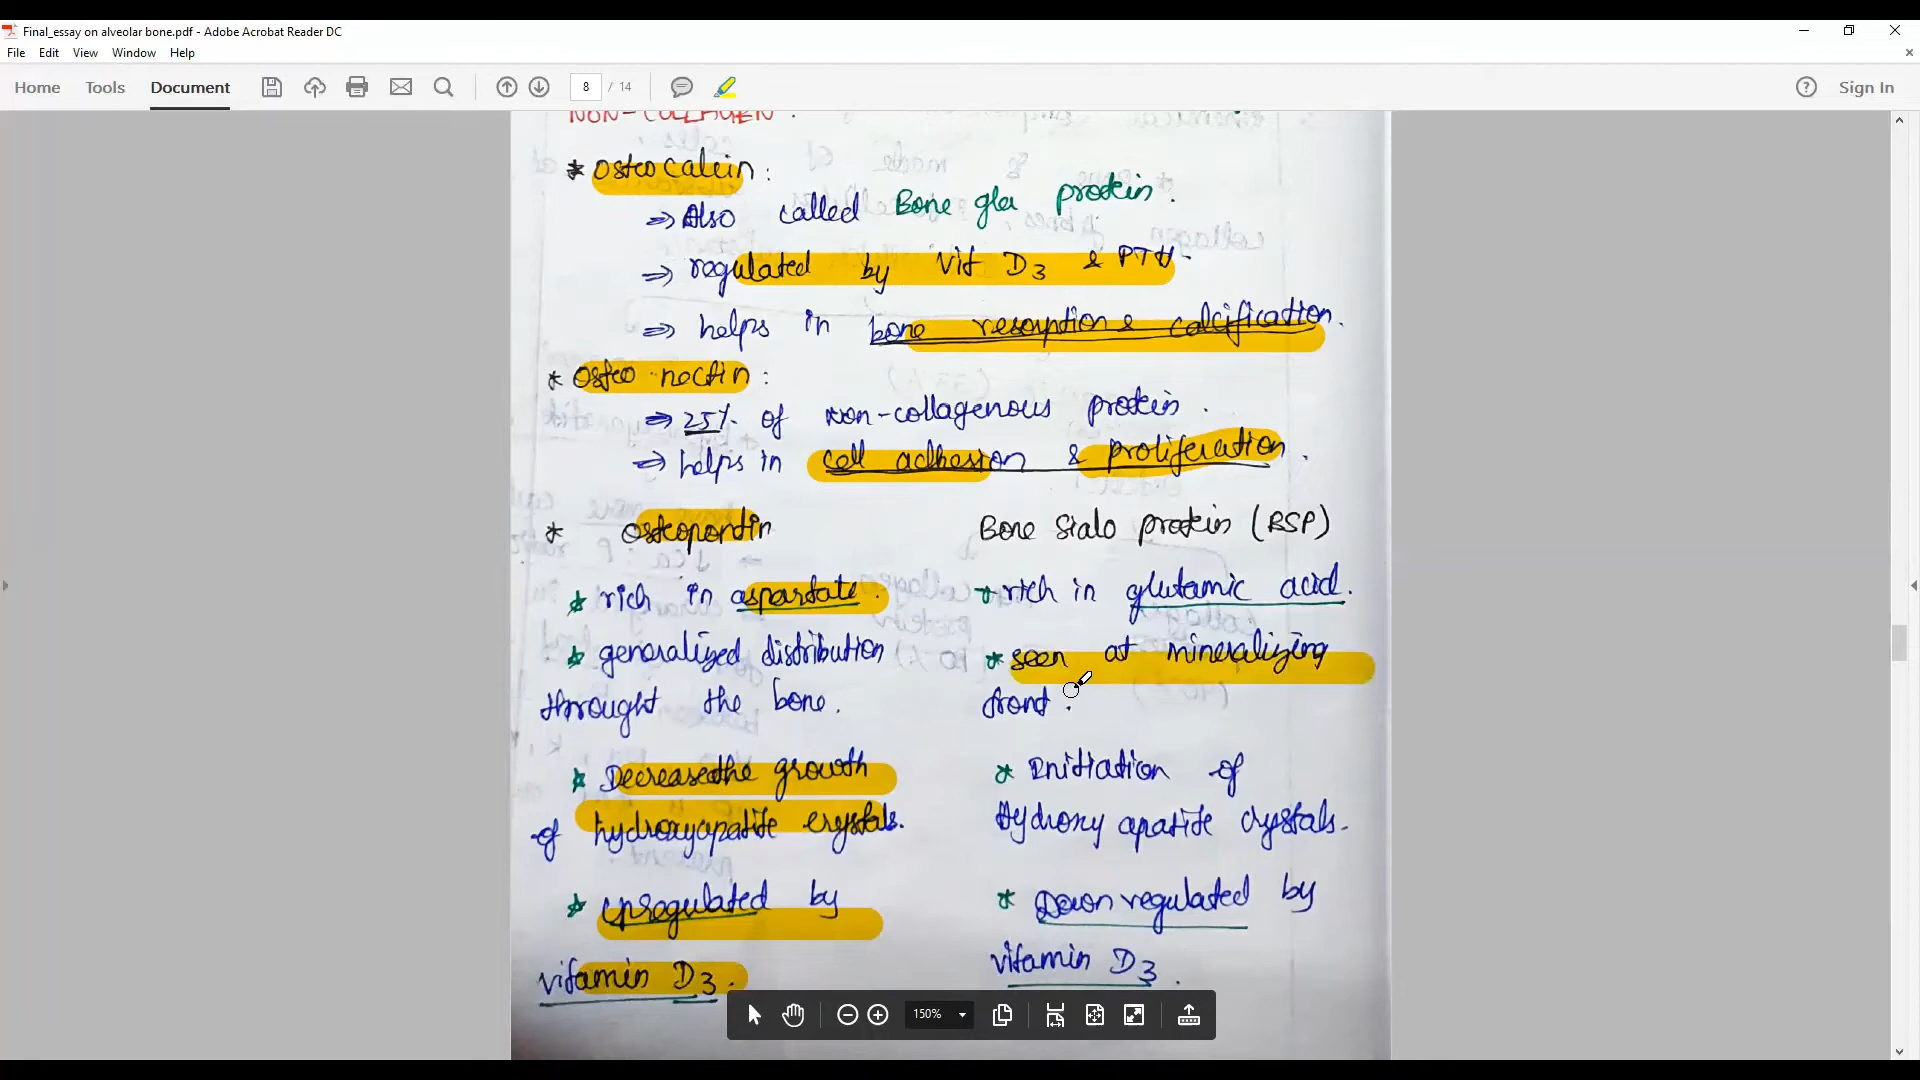 Final_essay on alveolar bone.pdf - Adobe Acrobat Reader DC
File Edit View Window Help
Home Tools Document 8 / 14 Sign In
NON-COLLAGEN :
* Osteocalcin :
⇒ Also called Bone gla protein.
⇒ regulated by Vit D3 & PTH-
⇒ helps in bone resorption & calcification.
* Osteo nectin :
⇒ 25% of non-collagenous protein.
⇒ helps in cell adhesion & proliferation.
* Osteopontin
* rich in aspartate.
* generalized distribution
throught the bone.
* Decrease the growth
of hydroxyapatite crystals.
* upregulated by
vitamin D3.
Bone Sialo protein (BSP)
* rich in glutamic acid.
* seen at mineralizing
front.
* Initiation of
Hydroxy apatite crystals.
* Down regulated by
vitamin D3.
150%